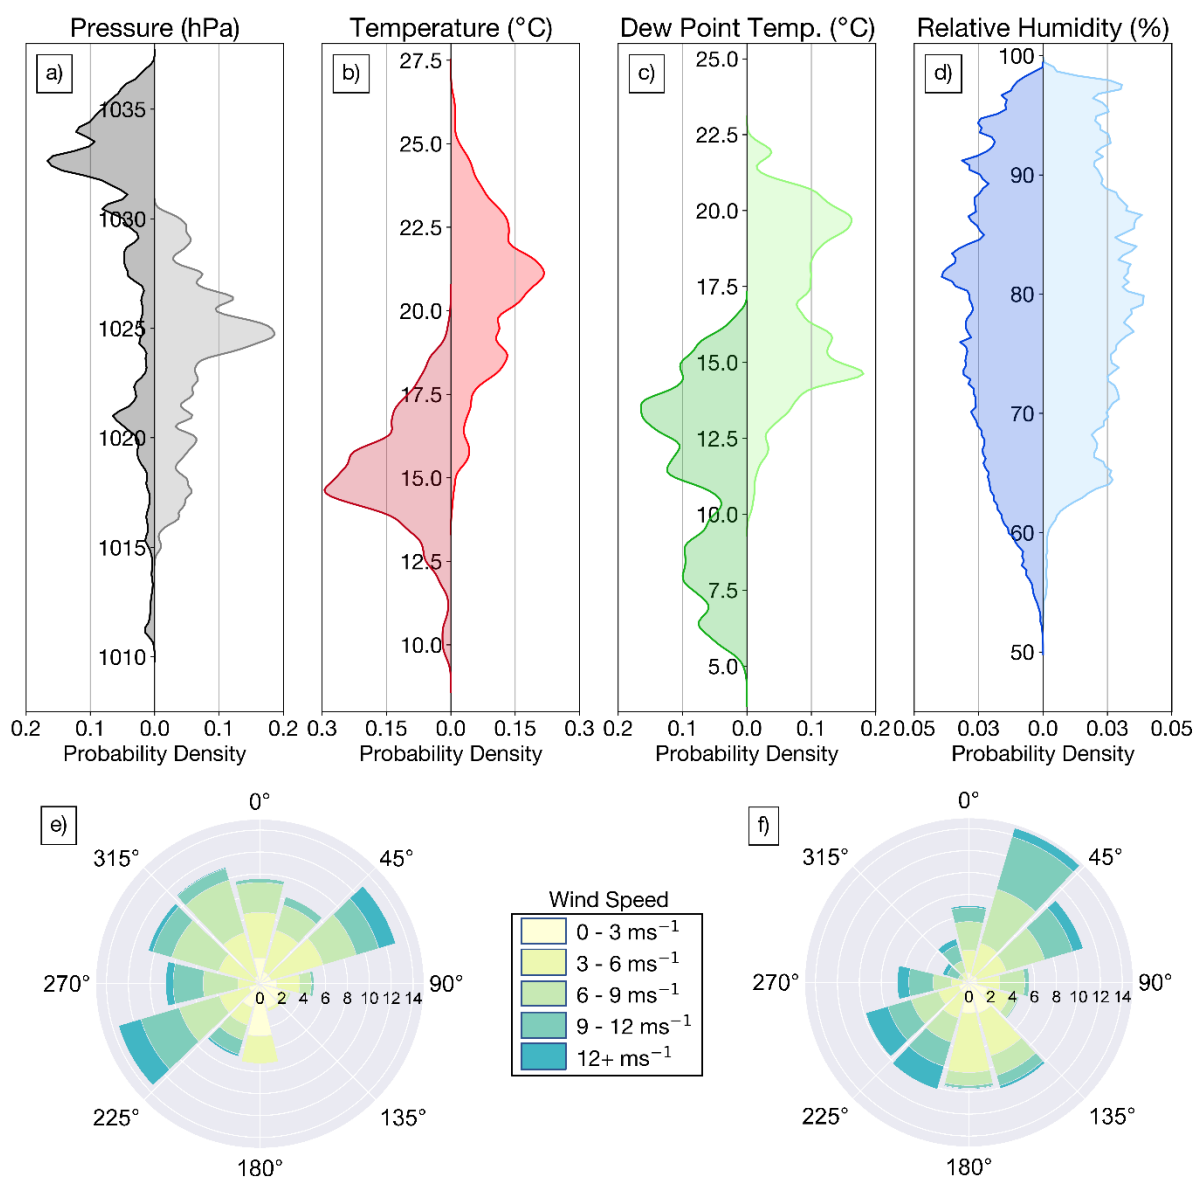 Pressure (hPa)
Temperature (°C)
Dew Point Temp. (°C)
Relative Humidity (%)
a)
1035
1030
1025
1020
1015
1010
0.2 0.1 0.0 0.1 0.2
Probability Density
b)
27.5
25.0
22.5
20.0
17.5
15.0
12.5
10.0
0.3 0.15 0.0 0.15 0.3
Probability Density
c)
25.0
22.5
20.0
17.5
15.0
12.5
10.0
7.5
5.0
0.2 0.1 0.0 0.1 0.2
Probability Density
d)
100
90
80
70
60
50
0.05 0.03 0.0 0.03 0.05
Probability Density
e)
0°
45°
90°
135°
180°
225°
270°
315°
0 2 4 6 8 10 12 14
Wind Speed
0 - 3 ms⁻¹
3 - 6 ms⁻¹
6 - 9 ms⁻¹
9 - 12 ms⁻¹
12+ ms⁻¹
f)
0°
45°
90°
135°
180°
225°
270°
315°
0 2 4 6 8 10 12 14